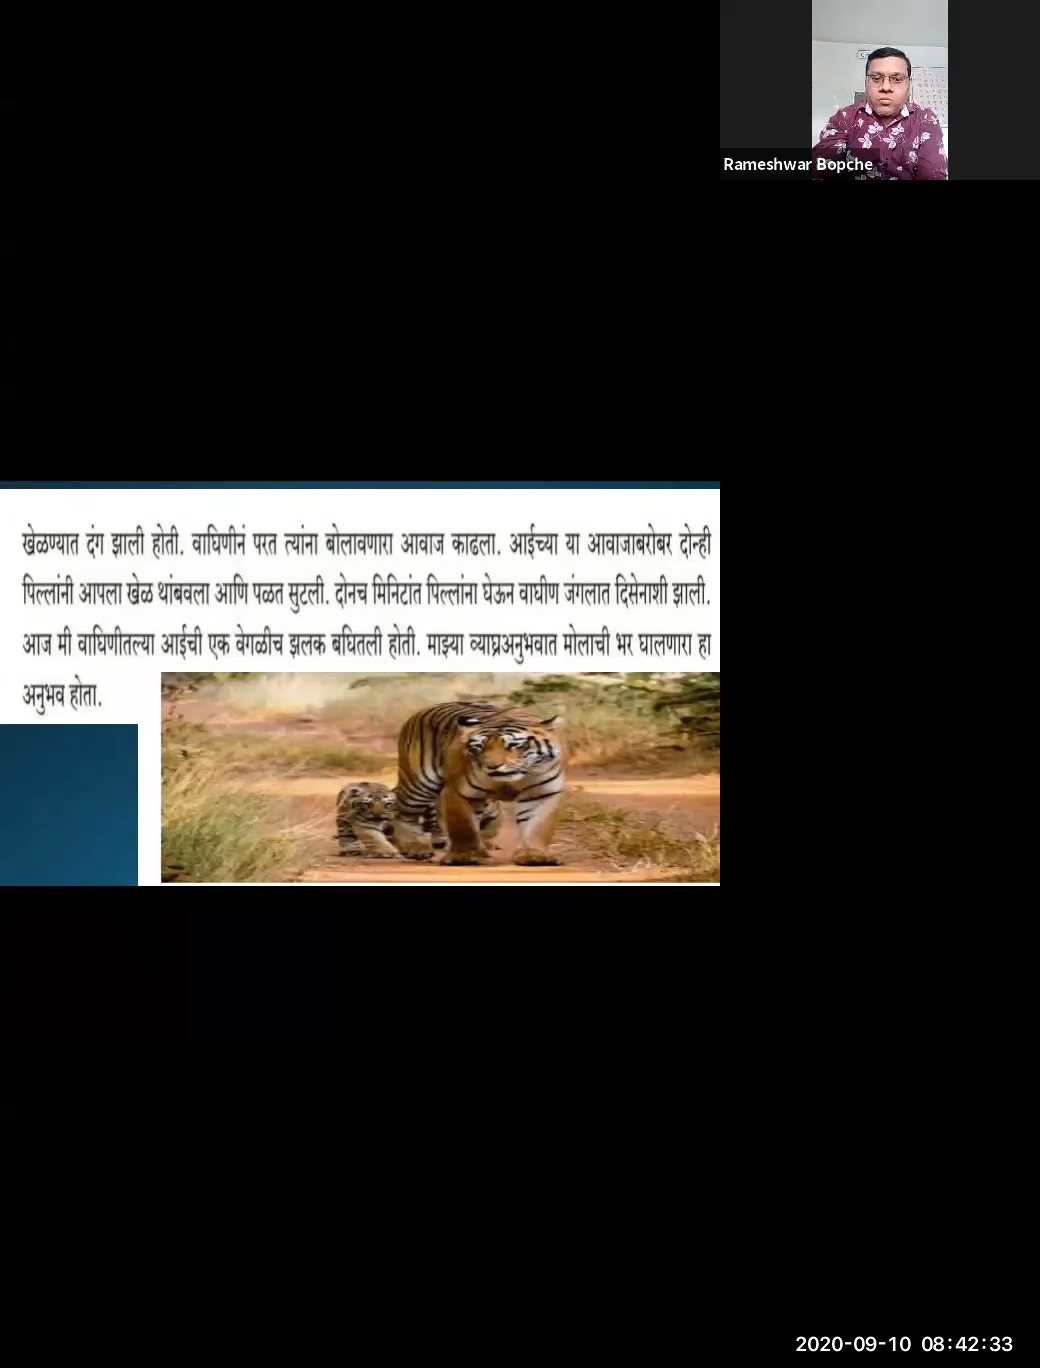 Rameshwar Bopche
खेळण्यात दंग झाली होती. वाघिणीनं परत त्यांना बोलावणारा आवाज काढला. आईच्या या आवाजाबरोबर दोन्ही
पिल्लांनी आपला खेळ थांबवला आणि पळत सुटली. दोनच मिनिटांत पिल्लांना घेऊन वाघीण जंगलात दिसेनाशी झाली.
आज मी वाघिणीतल्या आईची एक वेगळीच झलक बघितली होती. माझ्या व्याघ्रअनुभवात मोलाची भर घालणारा हा
अनुभव होता.
2020-09-10 08:42:33